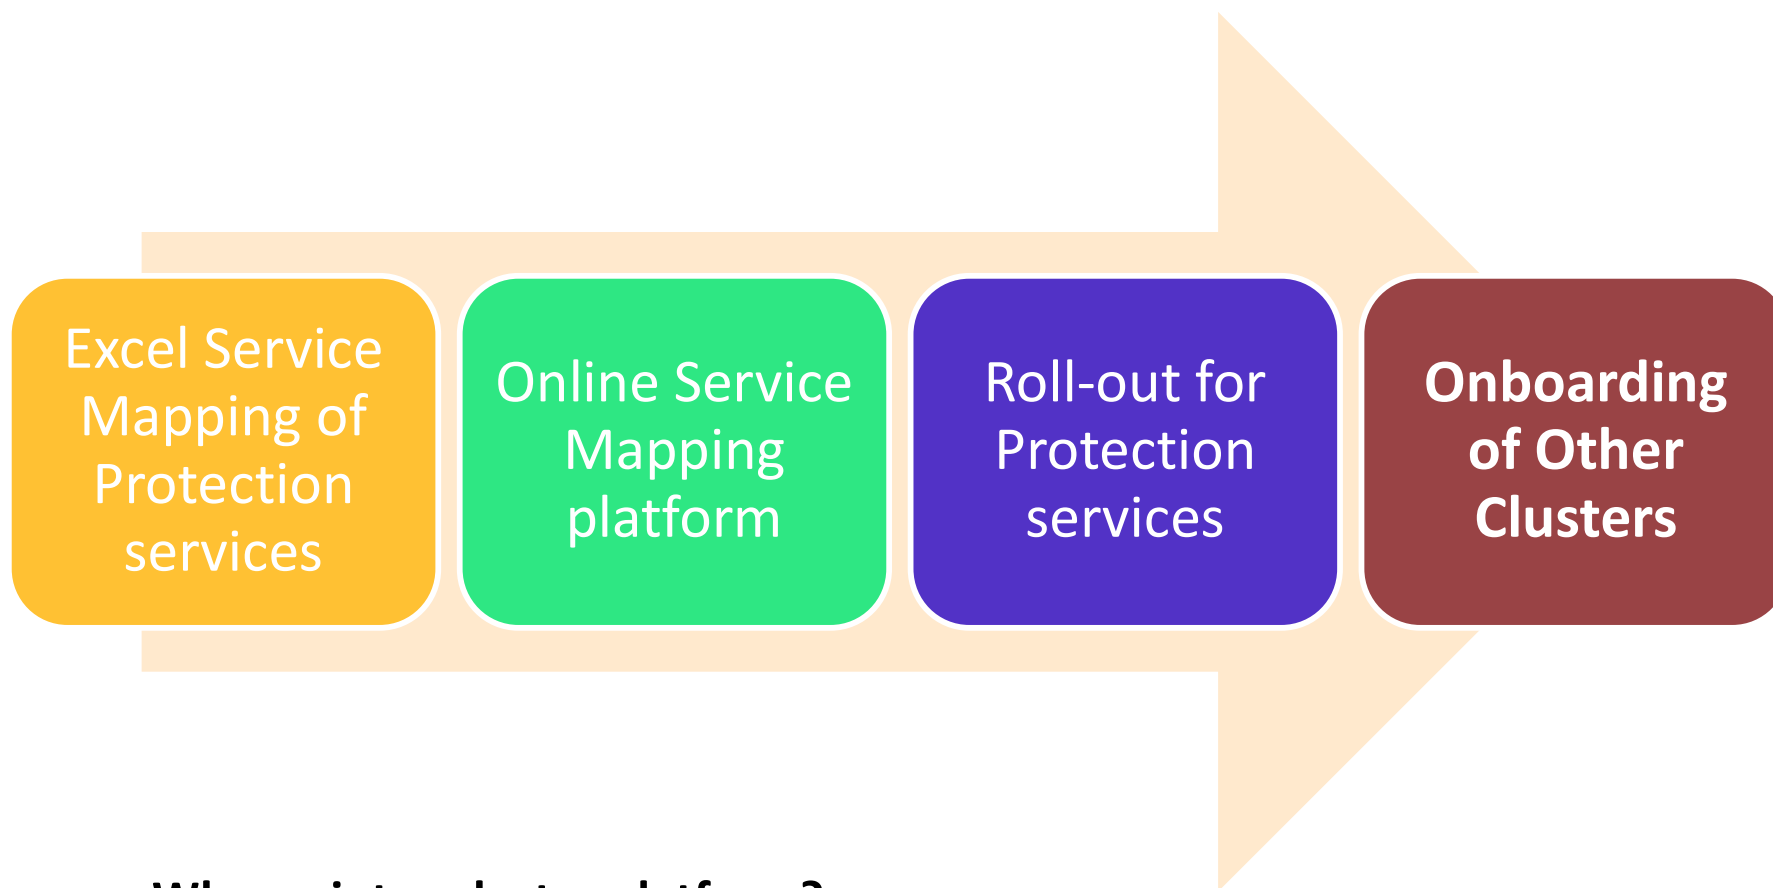 Excel Service
Mapping of
Protection
services
Online Service
Mapping
platform
Roll-out for
Protection
services
Onboarding
of Other
Clusters